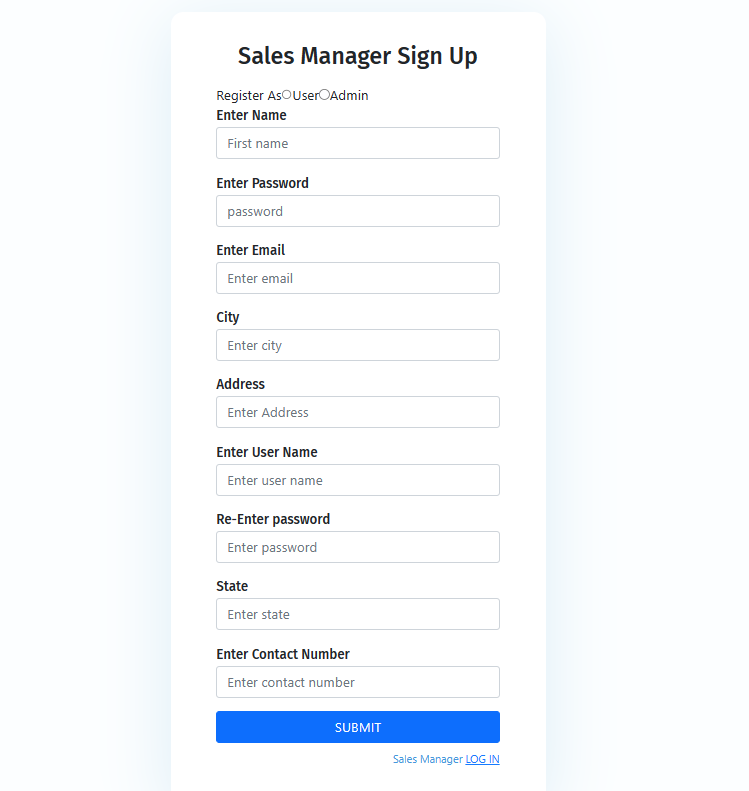 Sales Manager Sign Up
Register As User Admin
Enter Name
First name
Enter Password
password
Enter Email
Enter email
City
Enter city
Address
Enter Address
Enter User Name
Enter user name
Re-Enter password
Enter password
State
Enter state
Enter Contact Number
Enter contact number
SUBMIT
Sales Manager LOG IN